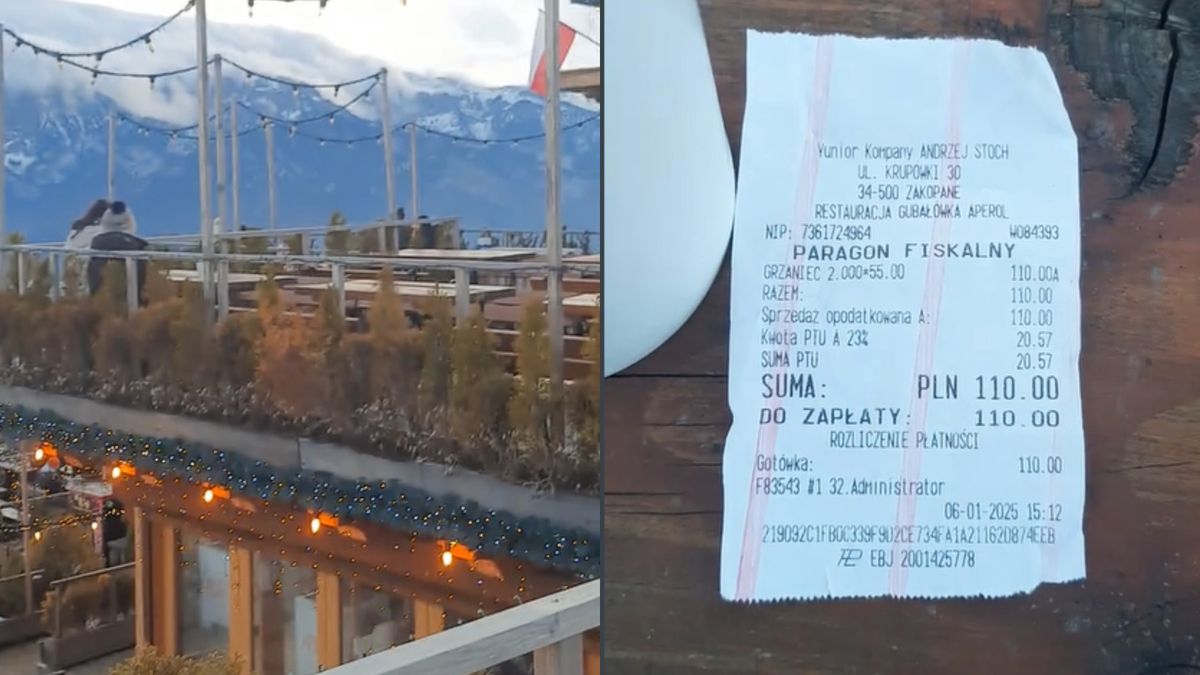 Yunior Kompany ANDRZEJ STOCH
UL. KRUPÓWKI 30
34-500 ZAKOPANE
RESTAURACJA GUBAŁÓWKA APEROL
NIP: 7361724964 W084393
PARAGON FISKALNY
GRZANIEC 2.000*55.00 110.00A
RAZEM: 110.00
Sprzedaż opodatkowana A: 110.00
Kwota PTU A 23% 20.57
SUMA PTU 20.57
SUMA: PLN 110.00
DO ZAPŁATY: 110.00
ROZLICZENIE PŁATNOŚCI
Gotówka: 110.00
F83543 #1 32.Administrator
06-01-2025 15:12
EBJ 2001425778